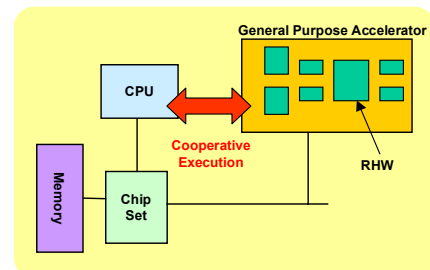 General Purpose Accelerator
CPU
Cooperative
Execution
RHW
Memory
Chip
Set